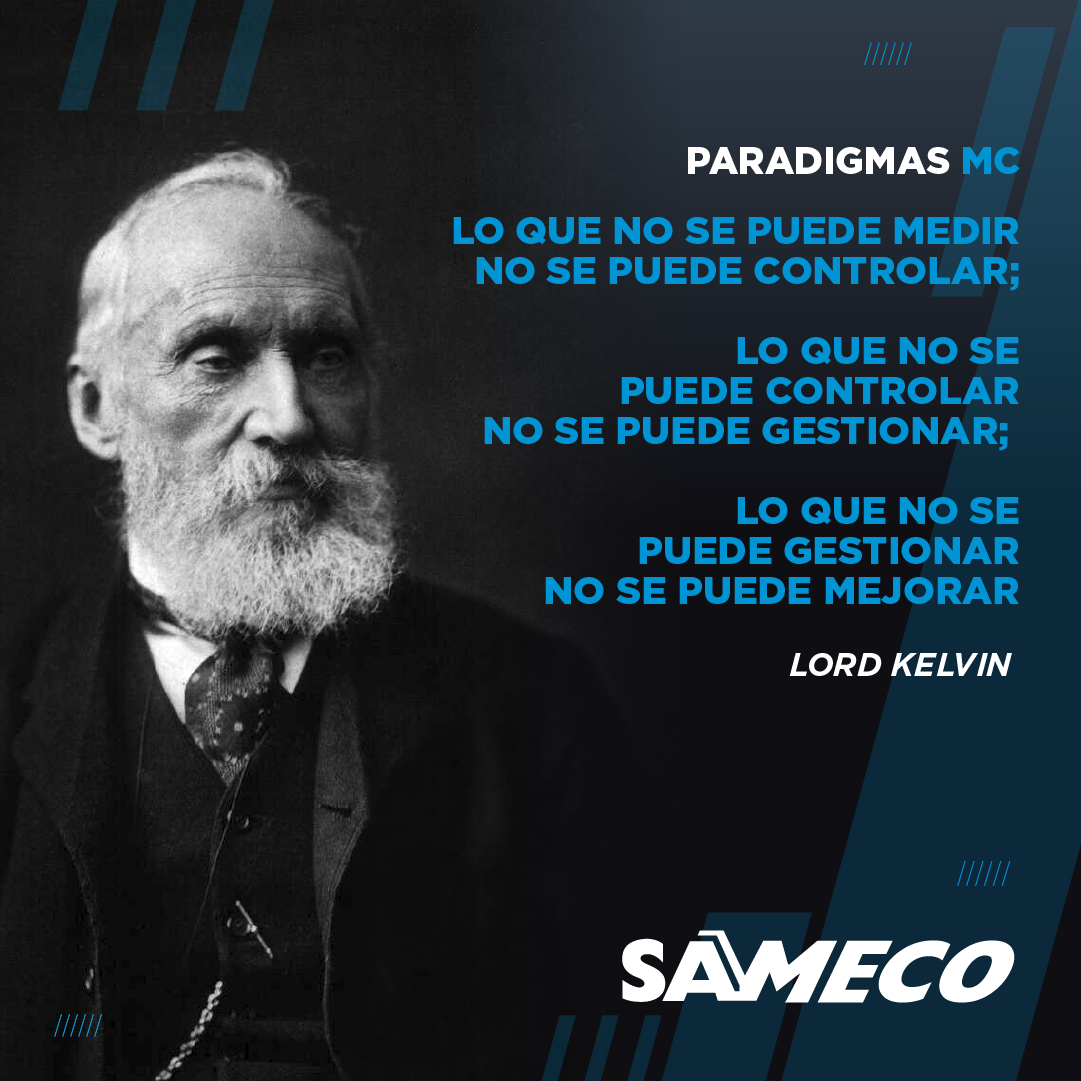 PARADIGMAS MC
LO QUE NO SE PUEDE MEDIR
NO SE PUEDE CONTROLAR;
LO QUE NO SE
PUEDE CONTROLAR
NO SE PUEDE GESTIONAR;
LO QUE NO SE
PUEDE GESTIONAR
NO SE PUEDE MEJORAR
LORD KELVIN
SAMECO